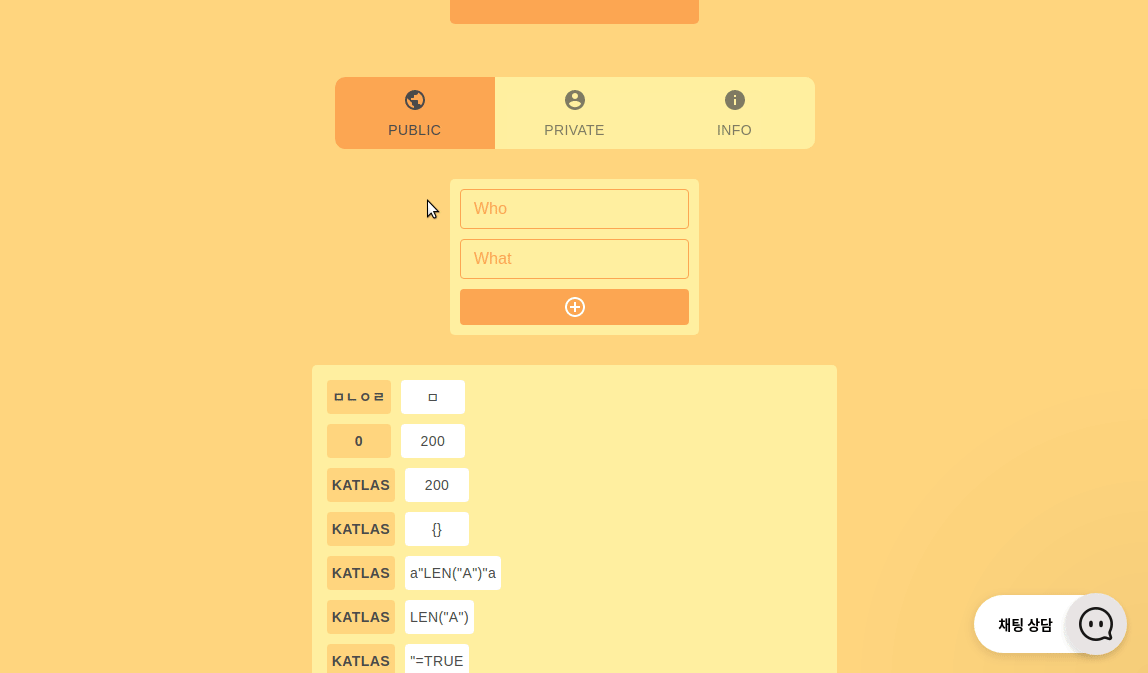 PUBLIC PRIVATE INFO
Who
What
ㅁㄴㅇㄹ ㅁ
0 200
KATLAS 200
KATLAS {}
KATLAS a"LEN("A")"a
KATLAS LEN("A")
KATLAS "=TRUE
채팅 상담